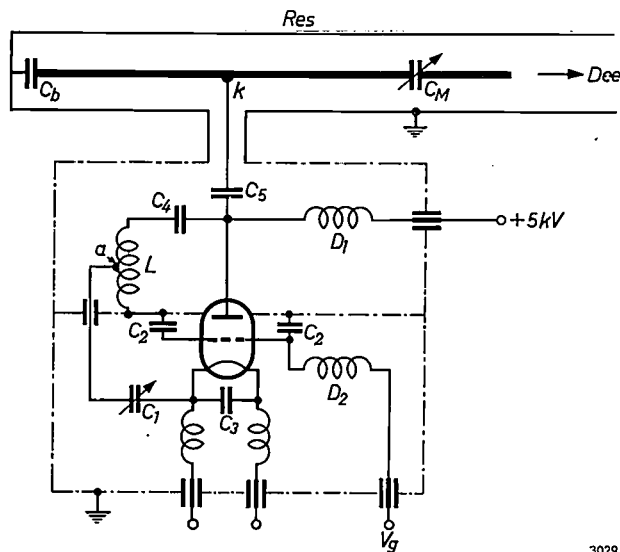 Res
C_b
k
C_M
Dee
C_4
C_5
a
L
D_1
+5kV
C_2
C_2
D_2
C_1
C_3
V_g
3029